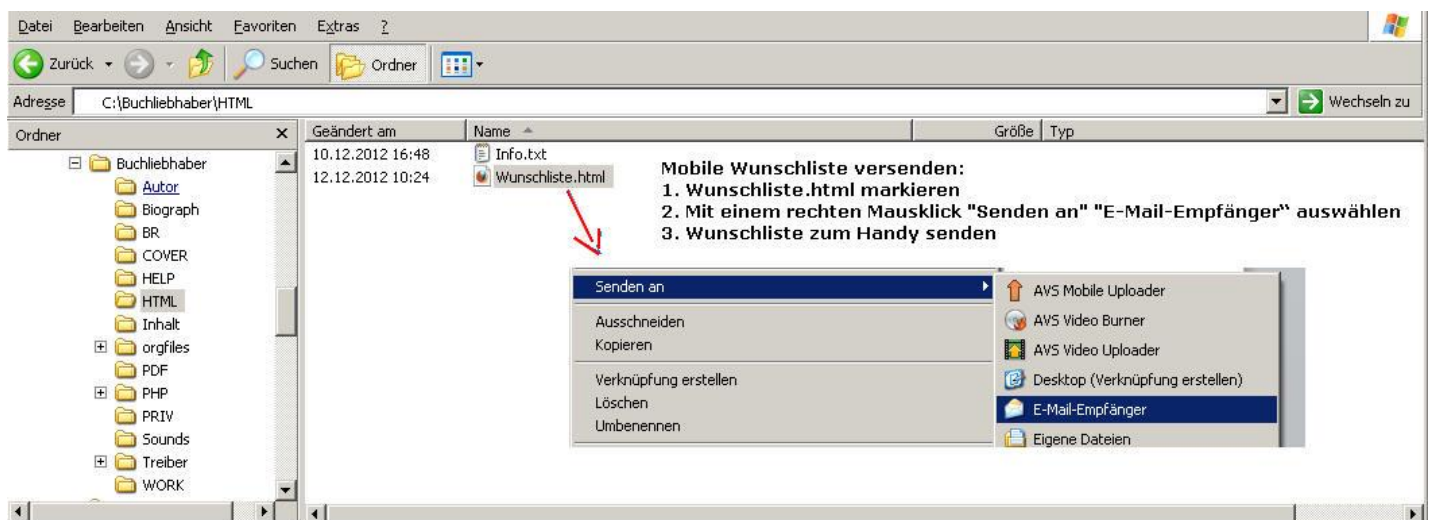 Datei Bearbeiten Ansicht Favoriten Extras ?
Zurück Suchen Ordner
Adresse C:\Buchliebhaber\HTML Wechseln zu
Ordner x
Buchliebhaber
Autor
Biograph
BR
COVER
HELP
HTML
Inhalt
orgfiles
PDF
PHP
PRIV
Sounds
Treiber
WORK
Geändert am Name Größe Typ
10.12.2012 16:48 Info.txt
12.12.2012 10:24 Wunschliste.html
Mobile Wunschliste versenden:
1. Wunschliste.html markieren
2. Mit einem rechten Mausklick "Senden an" "E-Mail-Empfänger“ auswählen
3. Wunschliste zum Handy senden
Senden an
Ausschneiden
Kopieren
Verknüpfung erstellen
Löschen
Umbenennen
AVS Mobile Uploader
AVS Video Burner
AVS Video Uploader
Desktop (Verknüpfung erstellen)
E-Mail-Empfänger
Eigene Dateien